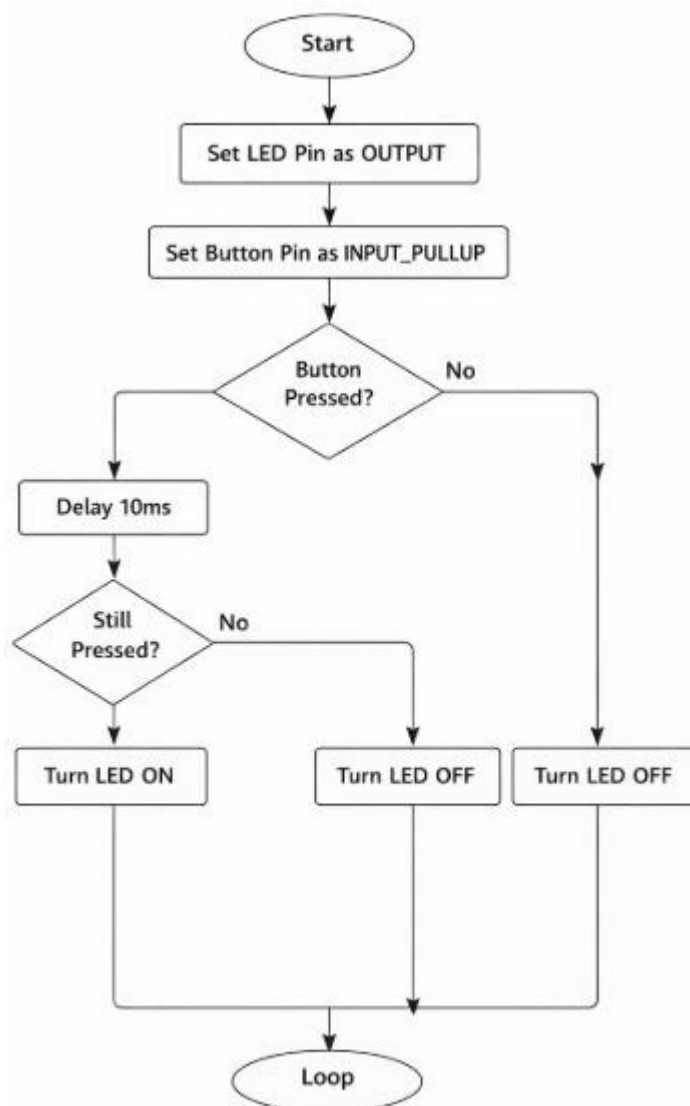 Start
Set LED Pin as OUTPUT
Set Button Pin as INPUT_PULLUP
Button
Pressed?
No
Delay 10ms
Still
Pressed?
No
Turn LED ON
Turn LED OFF
Turn LED OFF
Loop